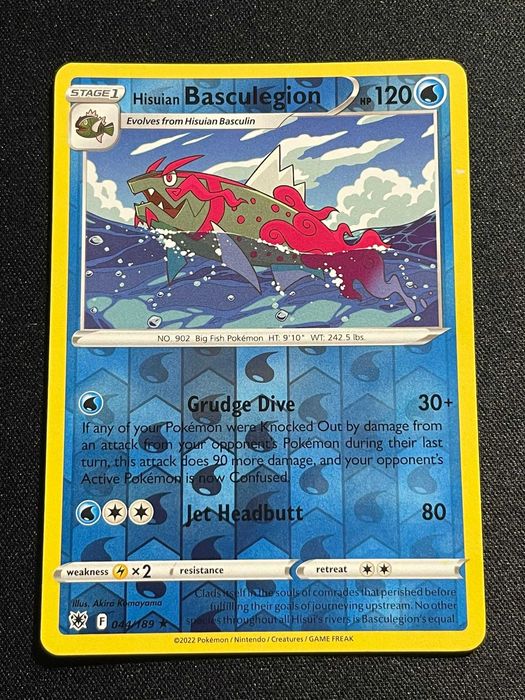 STAGE 1 Hisuian Basculegion HP 120
Evolves from Hisuian Basculin
NO. 902 Big Fish Pokémon HT: 9'10" WT: 242.5 lbs.
Grudge Dive 30+
If any of your Pokémon were Knocked Out by damage from
an attack from your opponent's Pokémon during their last
turn, this attack does 90 more damage, and your opponent's
Active Pokémon is now Confused.
Jet Headbutt 80
weakness ×2 resistance retreat
Illus. Akira Komayama
Clads itself in the souls of comrades that perished before
fulfilling their goals of journeying upstream. No other
species throughout all Hisui's rivers is Basculegion's equal.
F 044/189 ★
©2022 Pokémon / Nintendo / Creatures / GAME FREAK